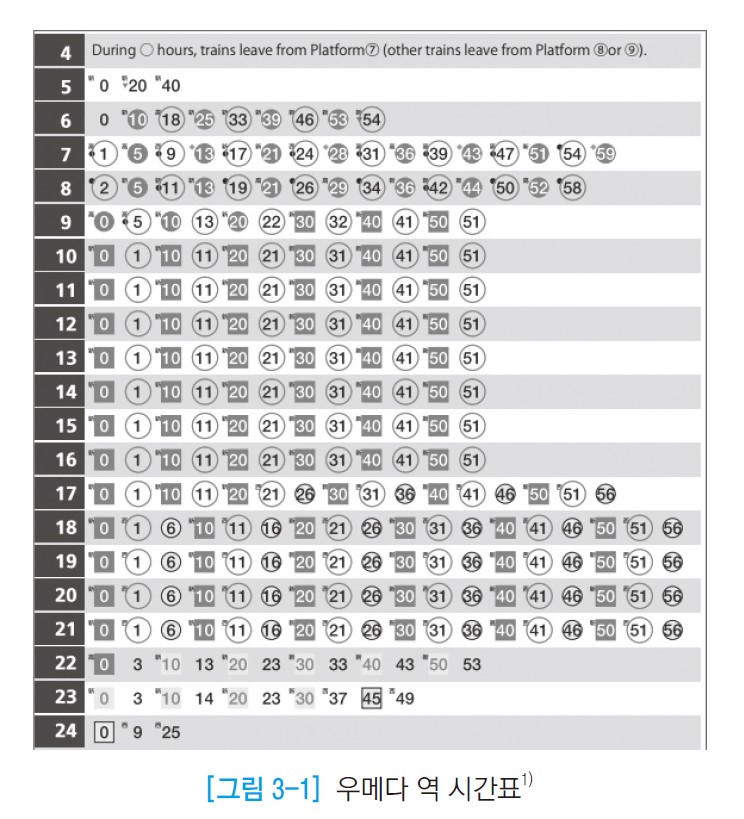 4 During ○ hours, trains leave from Platform⑦ (other trains leave from Platform ⑧or ⑨).
5 0 20 40
6 0 10 18 25 33 39 46 53 54
7 1 5 9 13 17 21 24 28 31 36 39 43 47 51 54 59
8 2 5 11 13 19 21 26 29 34 36 42 44 50 52 58
9 0 5 10 13 20 22 30 32 40 41 50 51
10 0 1 10 11 20 21 30 31 40 41 50 51
11 0 1 10 11 20 21 30 31 40 41 50 51
12 0 1 10 11 20 21 30 31 40 41 50 51
13 0 1 10 11 20 21 30 31 40 41 50 51
14 0 1 10 11 20 21 30 31 40 41 50 51
15 0 1 10 11 20 21 30 31 40 41 50 51
16 0 1 10 11 20 21 30 31 40 41 50 51
17 0 1 10 11 20 21 26 30 31 36 40 41 46 50 51 56
18 0 1 6 10 11 16 20 21 26 30 31 36 40 41 46 50 51 56
19 0 1 6 10 11 16 20 21 26 30 31 36 40 41 46 50 51 56
20 0 1 6 10 11 16 20 21 26 30 31 36 40 41 46 50 51 56
21 0 1 6 10 11 16 20 21 26 30 31 36 40 41 46 50 51 56
22 0 3 10 13 20 23 30 33 40 43 50 53
23 0 3 10 14 20 23 30 37 45 49
24 0 9 25
[그림 3-1] 우메다 역 시간표1)